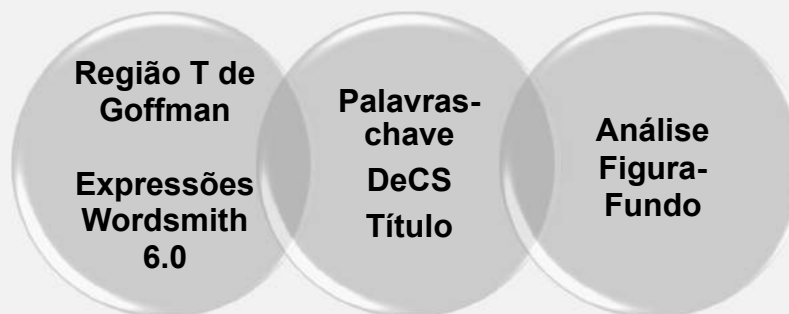 Região T de
Goffman
Expressões
Wordsmith
6.0
Palavras-
chave
DeCS
Título
Análise
Figura-
Fundo